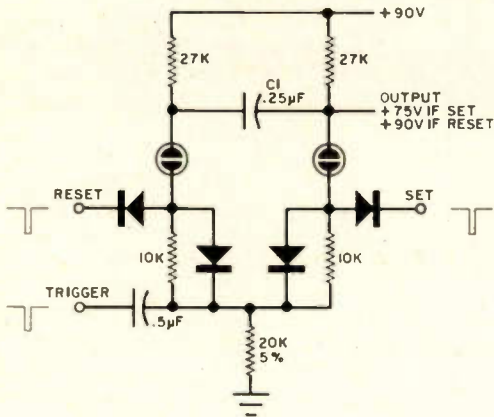 +90V
27K
27K
C1
.25µF
OUTPUT
+75V IF SET
+90V IF RESET
RESET
SET
10K
10K
TRIGGER
.5µF
20K
5%